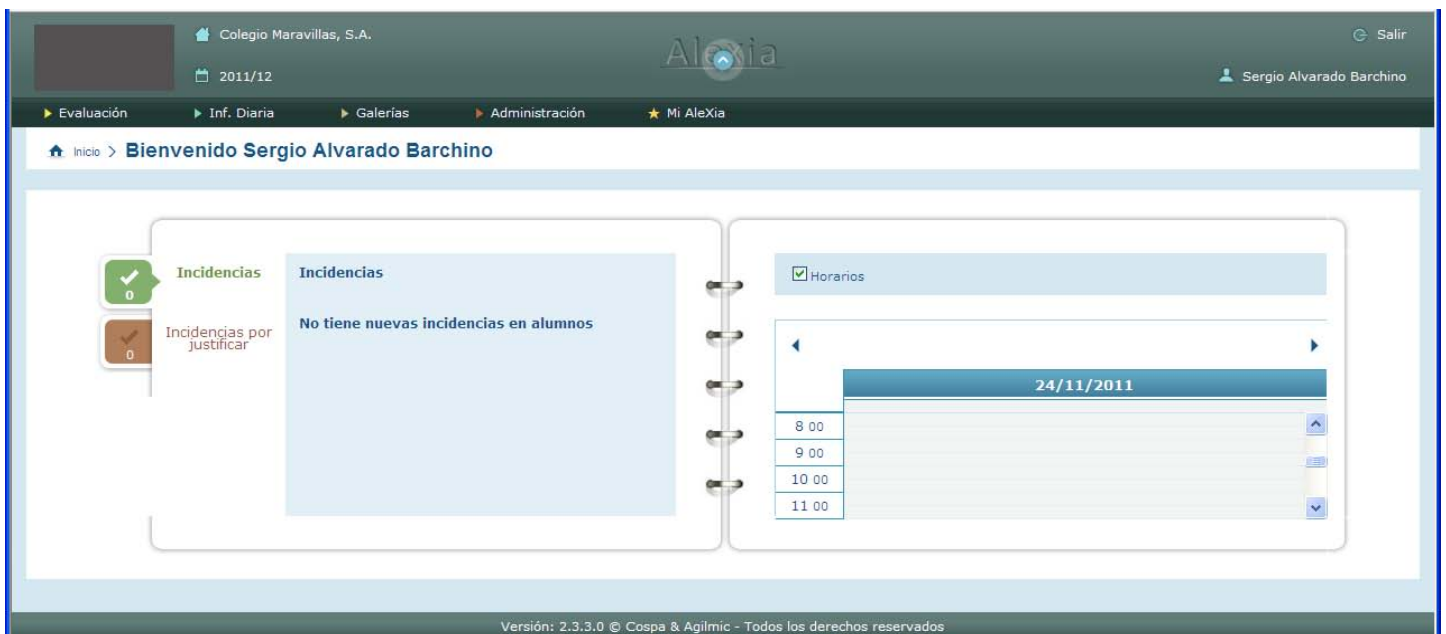 Colegio Maravillas, S.A.
Alexia
Salir
2011/12
Sergio Alvarado Barchino
Evaluación
Inf. Diaria
Galerías
Administración
Mi AleXia
Inicio > Bienvenido Sergio Alvarado Barchino
0
Incidencias
0
Incidencias por
justificar
Incidencias
No tiene nuevas incidencias en alumnos
Horarios
24/11/2011
8 00
9 00
10 00
11 00
Versión: 2.3.3.0 © Cospa & Agilmic - Todos los derechos reservados